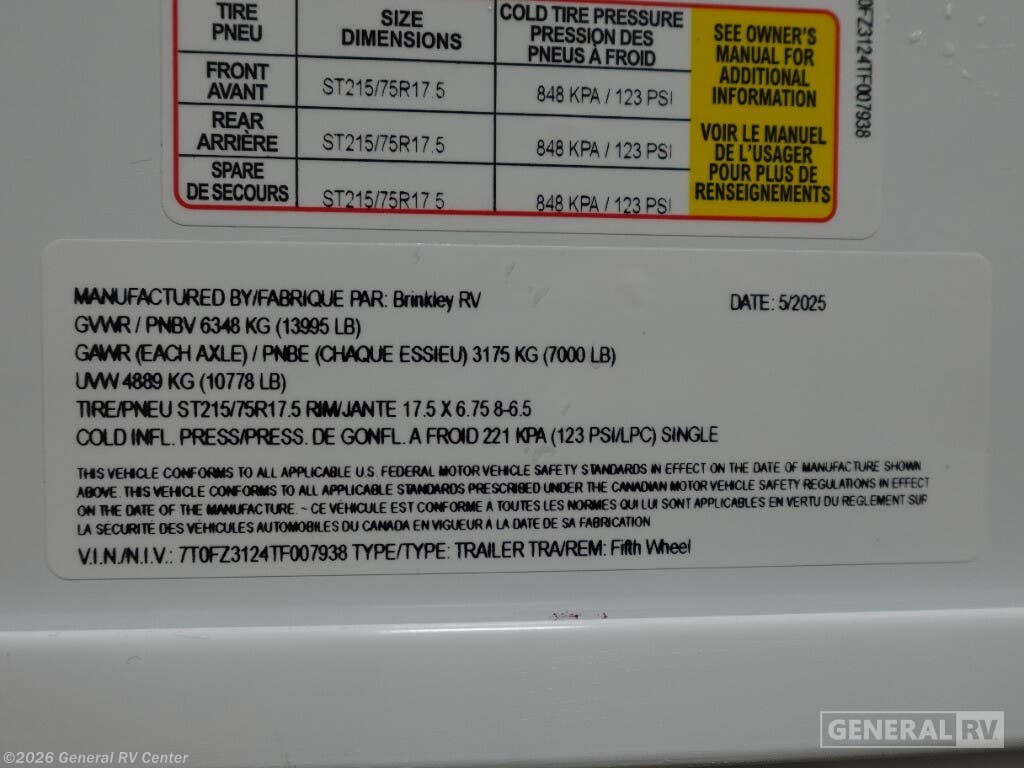 TIRE SIZE COLD TIRE PRESSURE
PNEU DIMENSIONS PRESSION DES
PNEUS À FROID
FRONT
AVANT ST215/75R17.5 848 KPA / 123 PSI
REAR
ARRIÈRE ST215/75R17.5 848 KPA / 123 PSI
SPARE
DE SECOURS ST215/75R17.5 848 KPA / 123 PSI
SEE OWNER'S
MANUAL FOR
ADDITIONAL
INFORMATION
VOIR LE MANUEL
DE L'USAGER
POUR PLUS DE
RENSEIGNEMENTS
0FZ3124TF007938
MANUFACTURED BY/FABRIQUE PAR: Brinkley RV DATE: 5/2025
GVWR / PNBV 6348 KG (13995 LB)
GAWR (EACH AXLE) / PNBE (CHAQUE ESSIEU) 3175 KG (7000 LB)
UVW 4889 KG (10778 LB)
TIRE/PNEU ST215/75R17.5 RIM/JANTE 17.5 X 6.75 8-6.5
COLD INFL. PRESS/PRESS. DE GONFL. A FROID 221 KPA (123 PSI/LPC) SINGLE
THIS VEHICLE CONFORMS TO ALL APPLICABLE U.S. FEDERAL MOTOR VEHICLE SAFETY STANDARDS IN EFFECT ON THE DATE OF MANUFACTURE SHOWN
ABOVE. THIS VEHICLE CONFORMS TO ALL APPLICABLE STANDARDS PRESCRIBED UNDER THE CANADIAN MOTOR VEHICLE SAFETY REGULATIONS IN EFFECT
ON THE DATE OF THE MANUFACTURE. ~ CE VEHICULE EST CONFORME A TOUTES LES NORMES QUI LUI SONT APPLICABLES EN VERTU DU REGLEMENT SUR
LA SECURITE DES VEHICULES AUTOMOBILES DU CANADA EN VIGUEUR A LA DATE DE SA FABRICATION
V.I.N./N.I.V.: 7T0FZ3124TF007938 TYPE/TYPE: TRAILER TRA/REM: Fifth Wheel
GENERAL RV
©2026 General RV Center